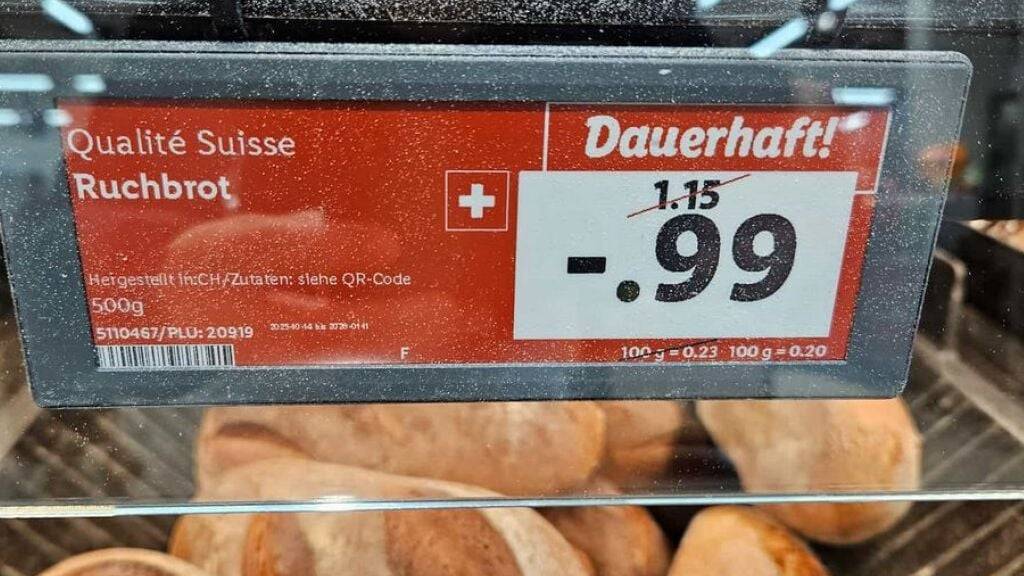 Qualité Suisse
Ruchbrot
Dauerhaft!
1.15
-.99
Hergestellt in:CH/Zutaten: siehe QR-Code
500g
5110467/PLU: 20919
F
100 g = 0.23 100 g = 0.20